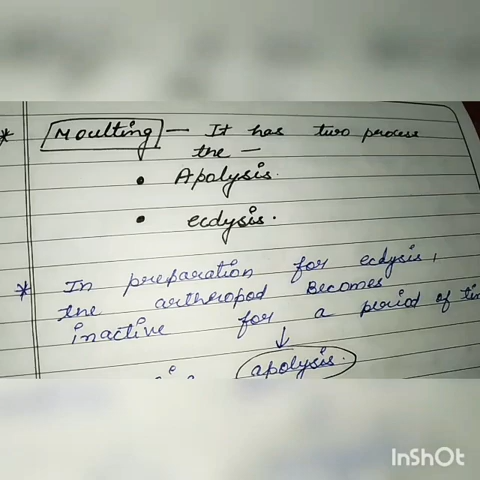 * Moulting – It has two process
the –
• Apolysis.
• ecdysis.
* In preparation for ecdysis,
the arthropod Becomes
inactive for a period of
↓
apolysis.
InShOt